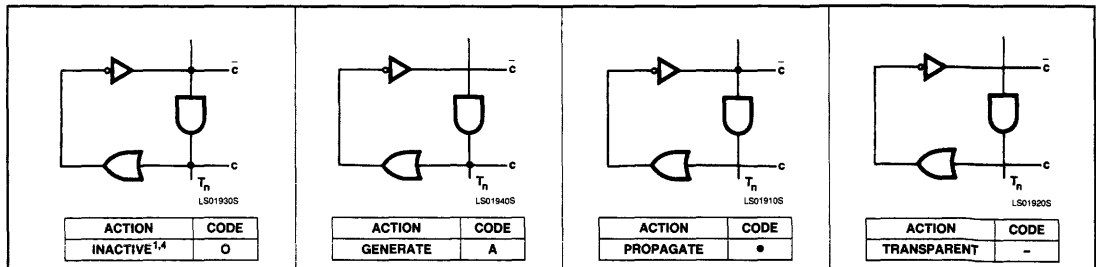 C̅
C
Tn
LS01930S
ACTION CODE
INACTIVE1,4 O
C̅
C
Tn
LS01940S
ACTION CODE
GENERATE A
C̅
C
Tn
LS01910S
ACTION CODE
PROPAGATE ●
C̅
C
Tn
LS01920S
ACTION CODE
TRANSPARENT –